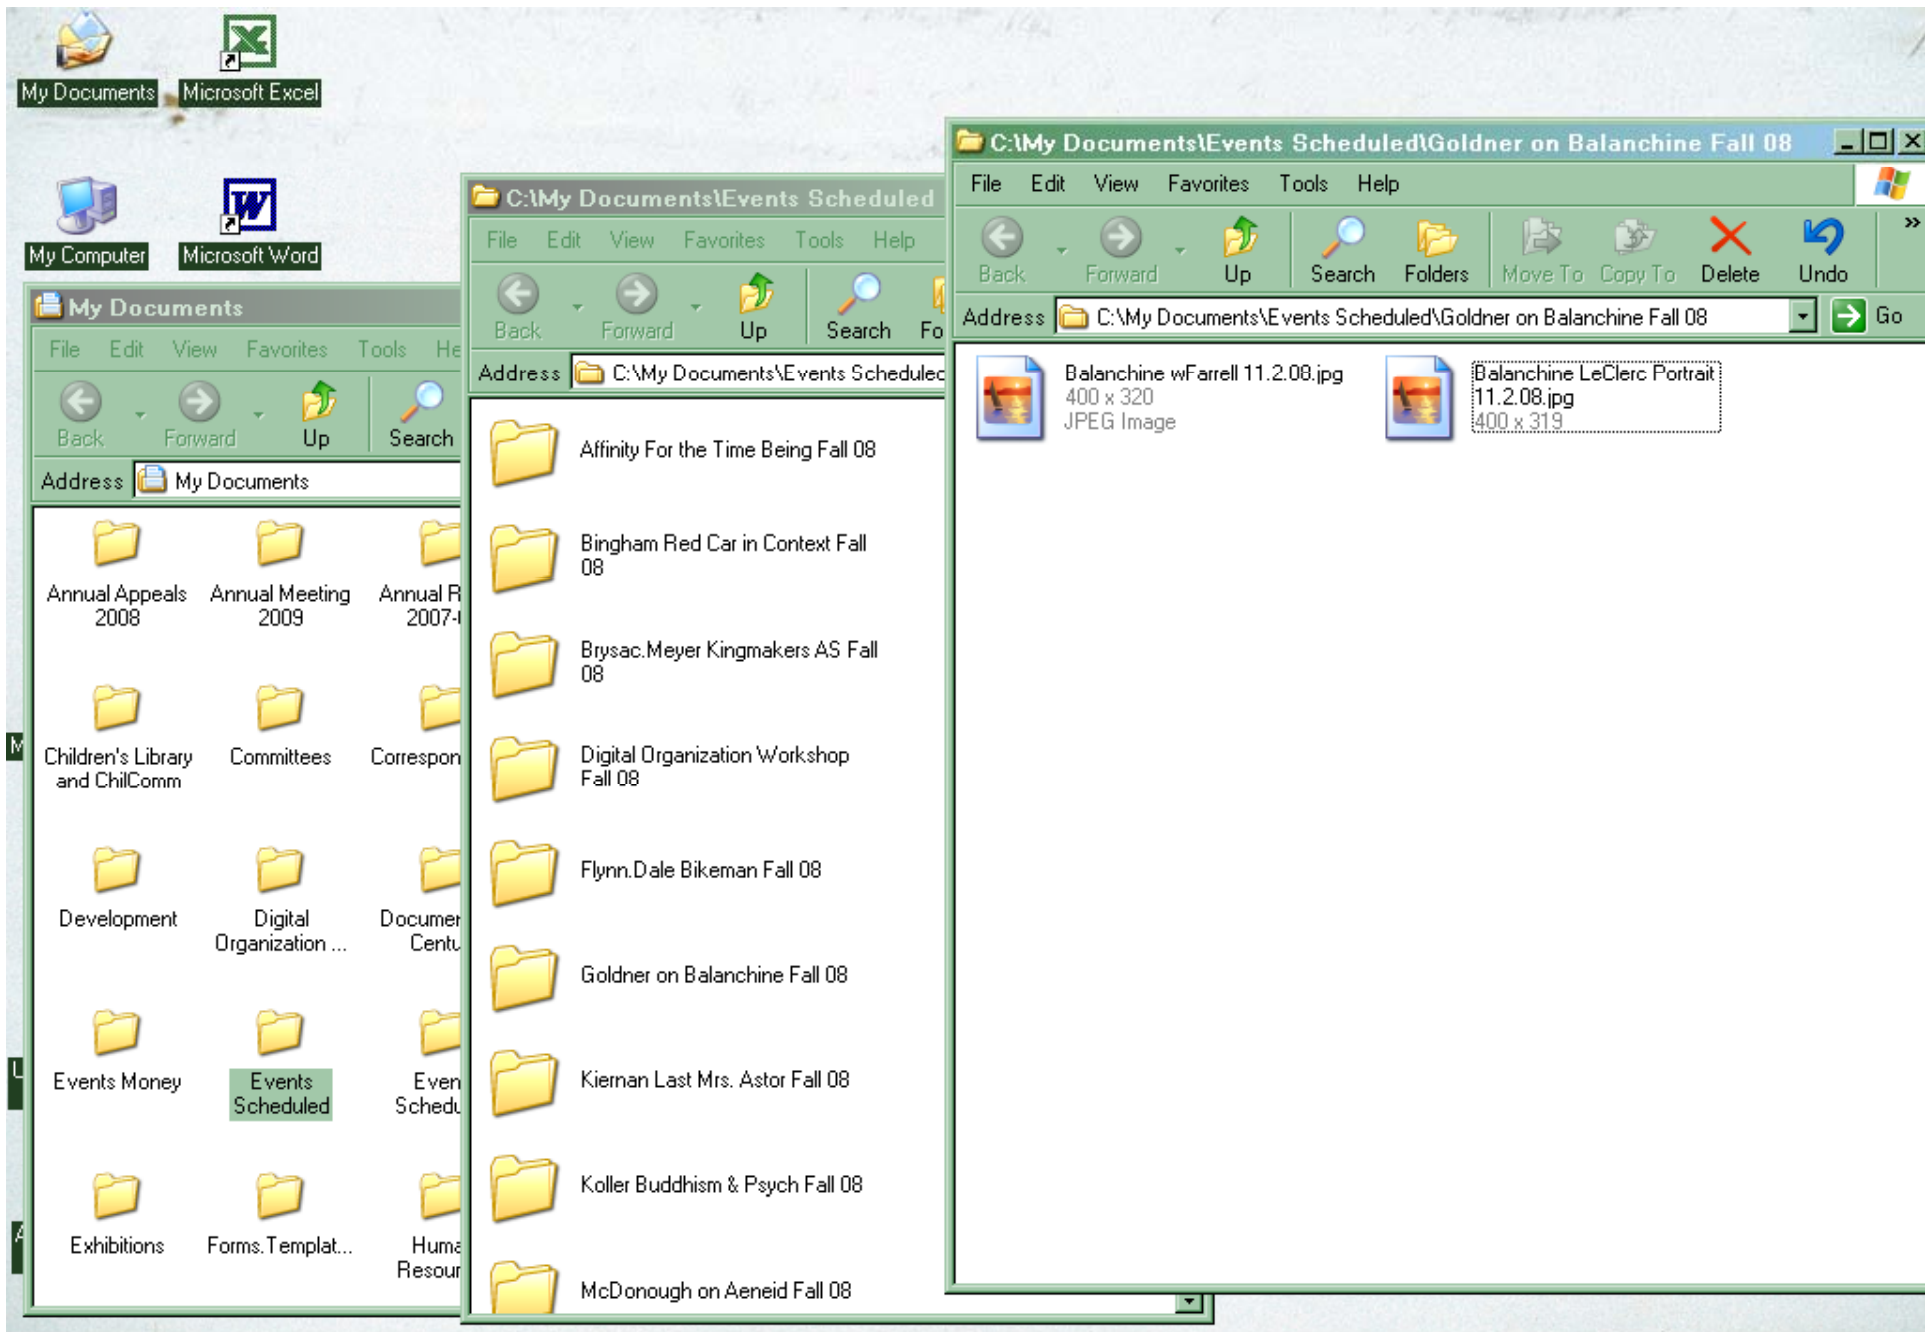 My Documents
Microsoft Excel
My Computer
Microsoft Word
My Documents
File Edit View Favorites Tools
Back Forward Up Search
Address My Documents
Annual Appeals
2008
Annual Meeting
2009
Annual
Children's Library
and ChilComm
Committees
Development
Digital
Organization ...
Events Money
Events
Scheduled
Exhibitions
Forms.Templat...
C:\My Documents\Events Scheduled
File Edit View Favorites Tools Help
Back Forward Up Search
Address C:\My Documents\Events Scheduled
Affinity For the Time Being Fall 08
Bingham Red Car in Context Fall
08
Brysac.Meyer Kingmakers AS Fall
08
Digital Organization Workshop
Fall 08
Flynn.Dale Bikeman Fall 08
Goldner on Balanchine Fall 08
Kiernan Last Mrs. Astor Fall 08
Koller Buddhism & Psych Fall 08
McDonough on Aeneid Fall 08
C:\My Documents\Events Scheduled\Goldner on Balanchine Fall 08
File Edit View Favorites Tools Help
Back Forward Up Search Folders Move To Copy To Delete Undo »
Address C:\My Documents\Events Scheduled\Goldner on Balanchine Fall 08 Go
Balanchine wFarrell 11.2.08.jpg
400 x 320
JPEG Image
Balanchine LeClerc Portrait
11.2.08.jpg
400 x 319